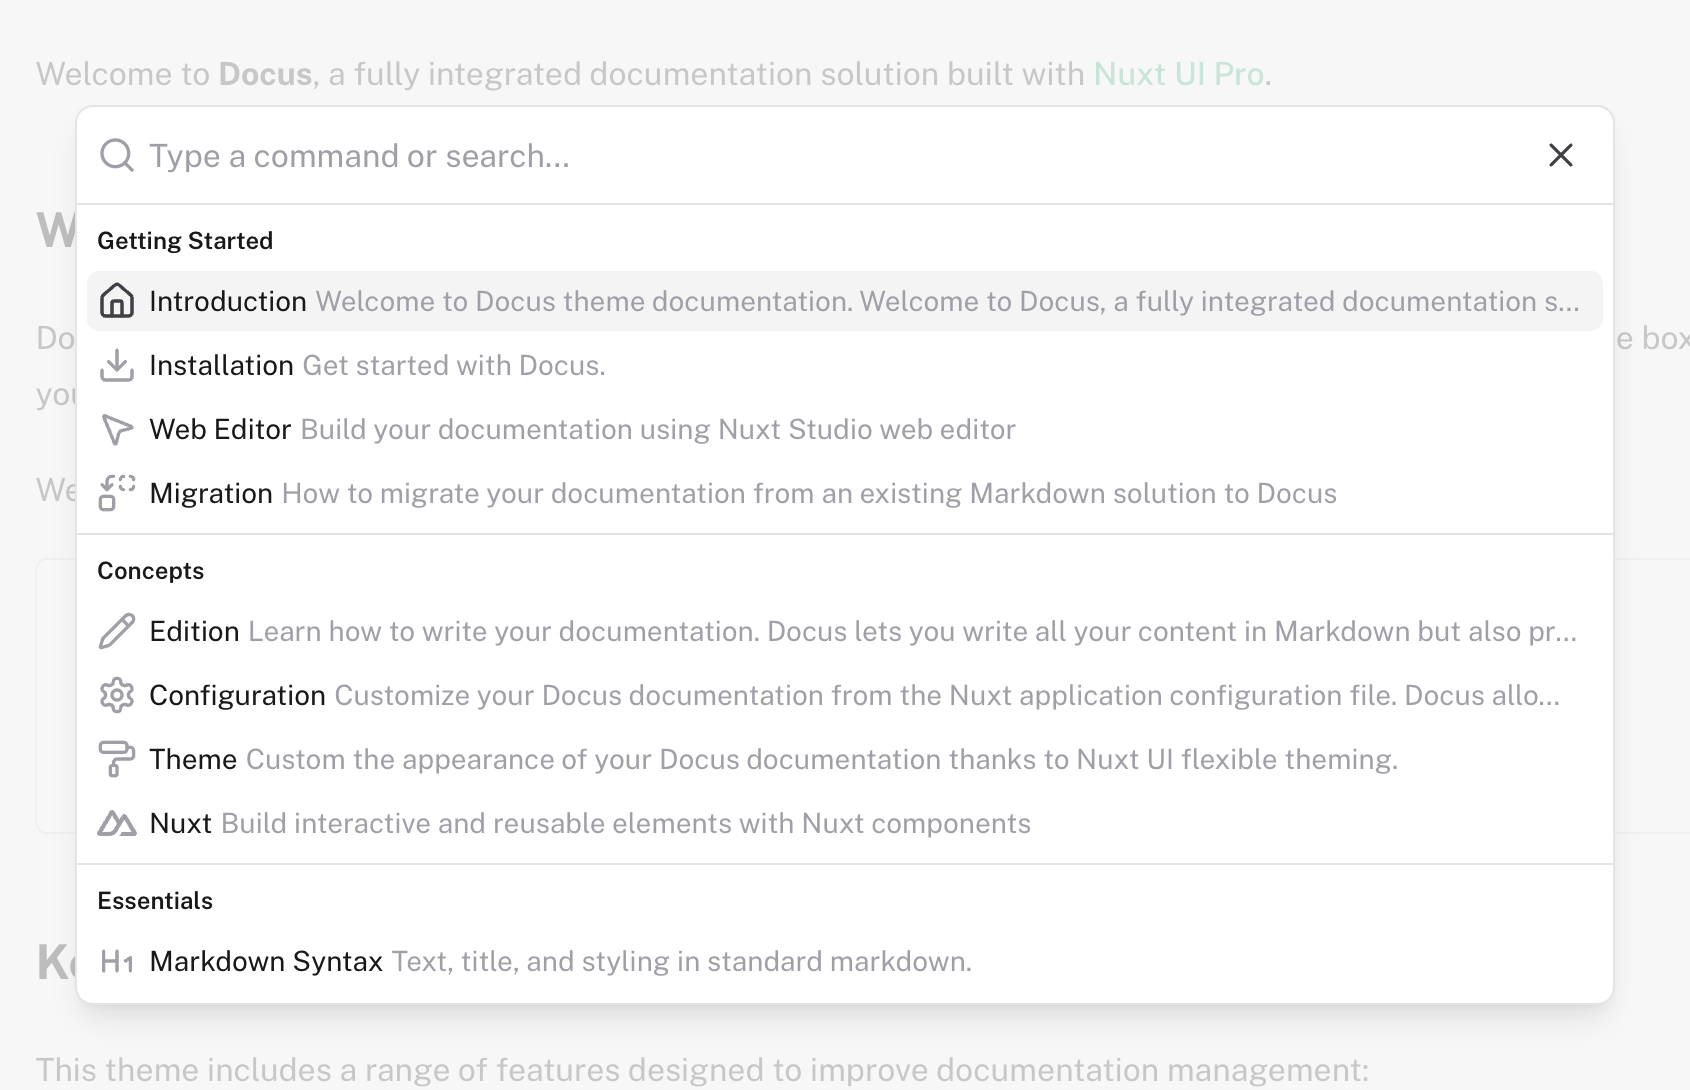 Welcome to Docus, a fully integrated documentation solution built with Nuxt UI Pro.
Type a command or search...
Getting Started
Introduction Welcome to Docus theme documentation. Welcome to Docus, a fully integrated documentation s...
Installation Get started with Docus.
Web Editor Build your documentation using Nuxt Studio web editor
Migration How to migrate your documentation from an existing Markdown solution to Docus
Concepts
Edition Learn how to write your documentation. Docus lets you write all your content in Markdown but also pr...
Configuration Customize your Docus documentation from the Nuxt application configuration file. Docus allo...
Theme Custom the appearance of your Docus documentation thanks to Nuxt UI flexible theming.
Nuxt Build interactive and reusable elements with Nuxt components
Essentials
H1 Markdown Syntax Text, title, and styling in standard markdown.
This theme includes a range of features designed to improve documentation management: